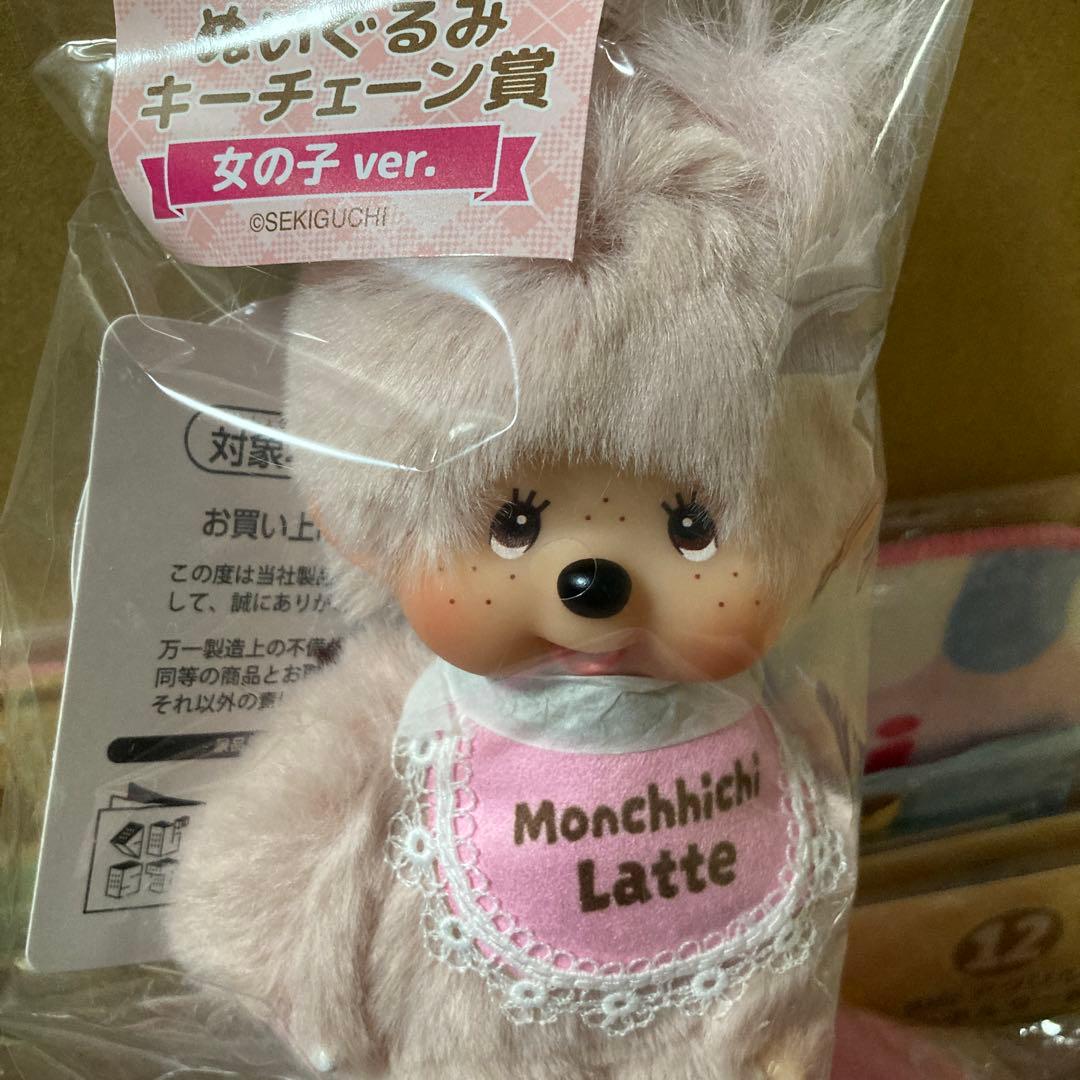 ぬいぐるみ
キーチェーン賞
女の子 ver.
©SEKIGUCHI
対象
お買い上
この度は当社製品
して、誠にありが
万一製造上の不備
同等の商品とお
それ以外の責
Monchhichi
Latte
12